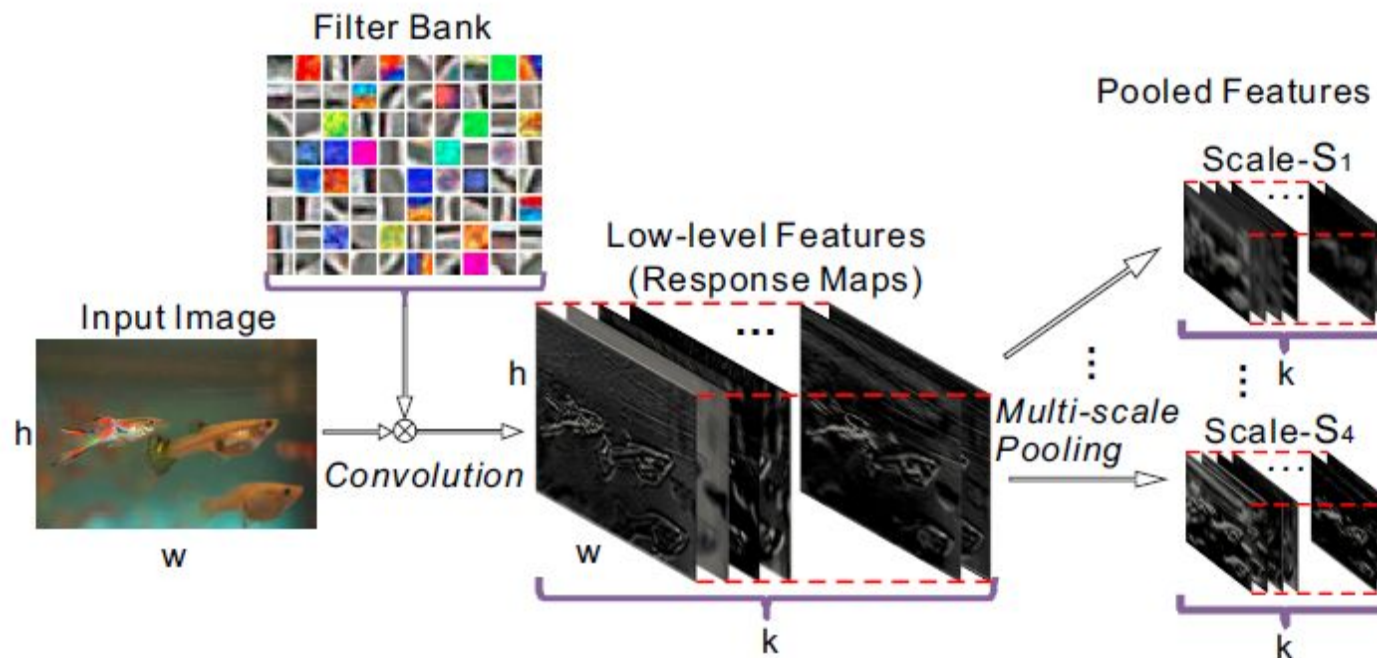 Filter Bank
Input Image
h
w
Convolution
Low-level Features
(Response Maps)
...
h
w
k
Multi-scale
Pooling
Pooled Features
Scale-S1
...
k
Scale-S4
...
k